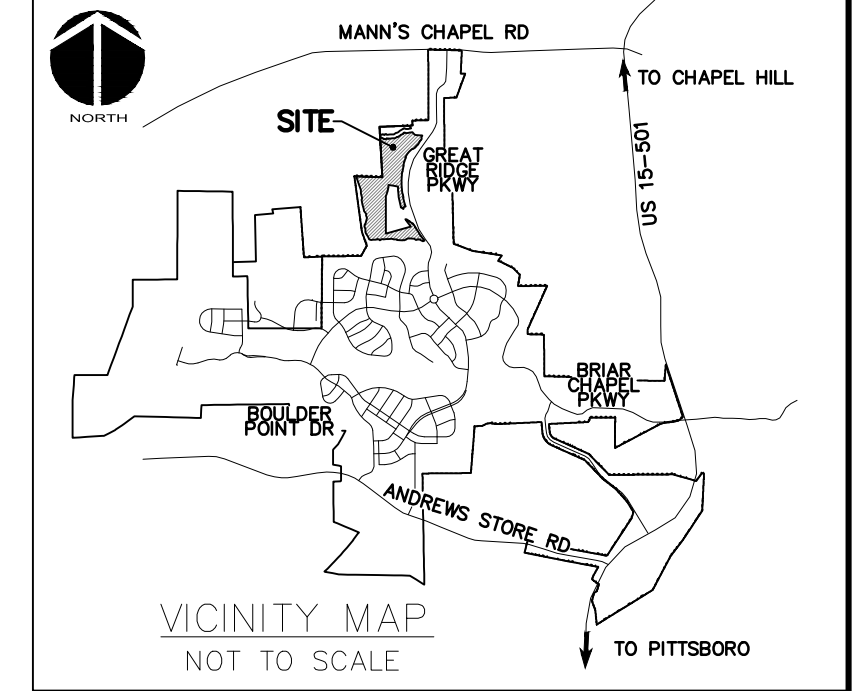 MANN'S CHAPEL RD
TO CHAPEL HILL
NORTH
SITE
GREAT
RIDGE
PKWY
US 15-501
BRIAR
CHAPEL
PKWY
BOULDER
POINT DR
ANDREWS STORE RD
VICINITY MAP
NOT TO SCALE
TO PITTSBORO